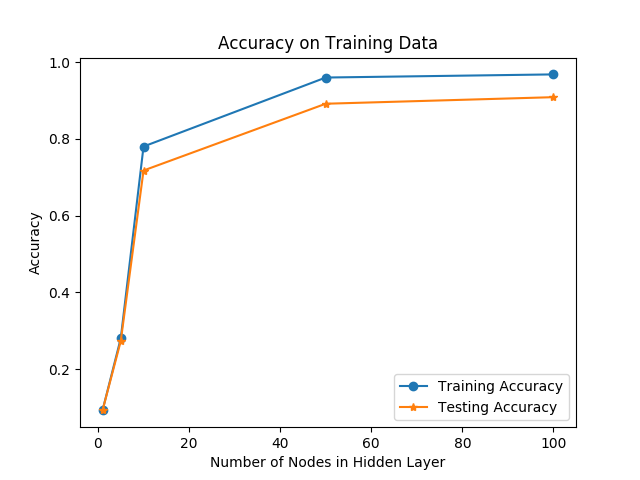 Accuracy on Training Data
1.0
0.8
0.6
0.4
0.2
Accuracy
Training Accuracy
Testing Accuracy
0 20 40 60 80 100
Number of Nodes in Hidden Layer